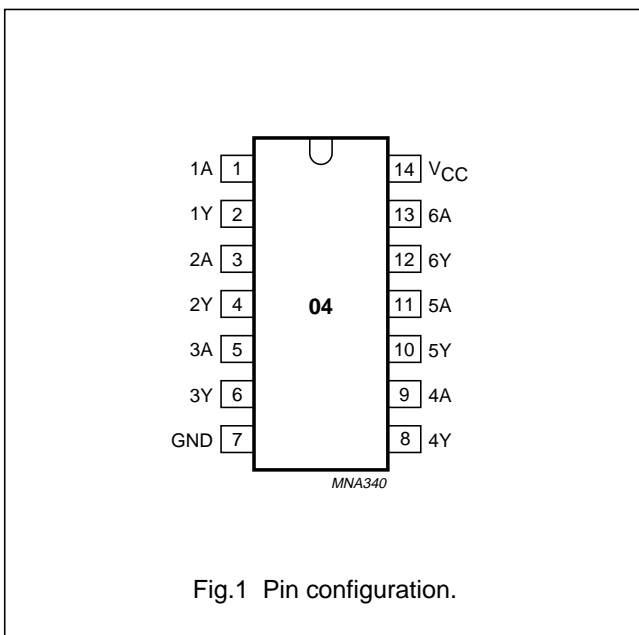 1A 1 14 VCC
1Y 2 13 6A
2A 3 12 6Y
2Y 4 04 11 5A
3A 5 10 5Y
3Y 6 9 4A
GND 7 8 4Y
MNA340
Fig.1 Pin configuration.